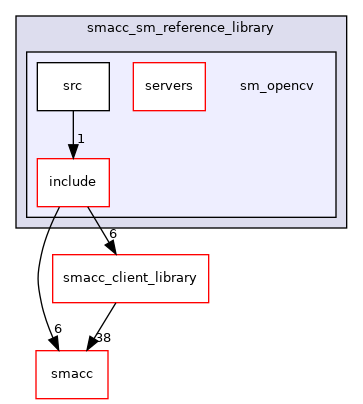 smacc_sm_reference_library
src
servers
sm_opencv
1
include
6
smacc_client_library
6
38
smacc